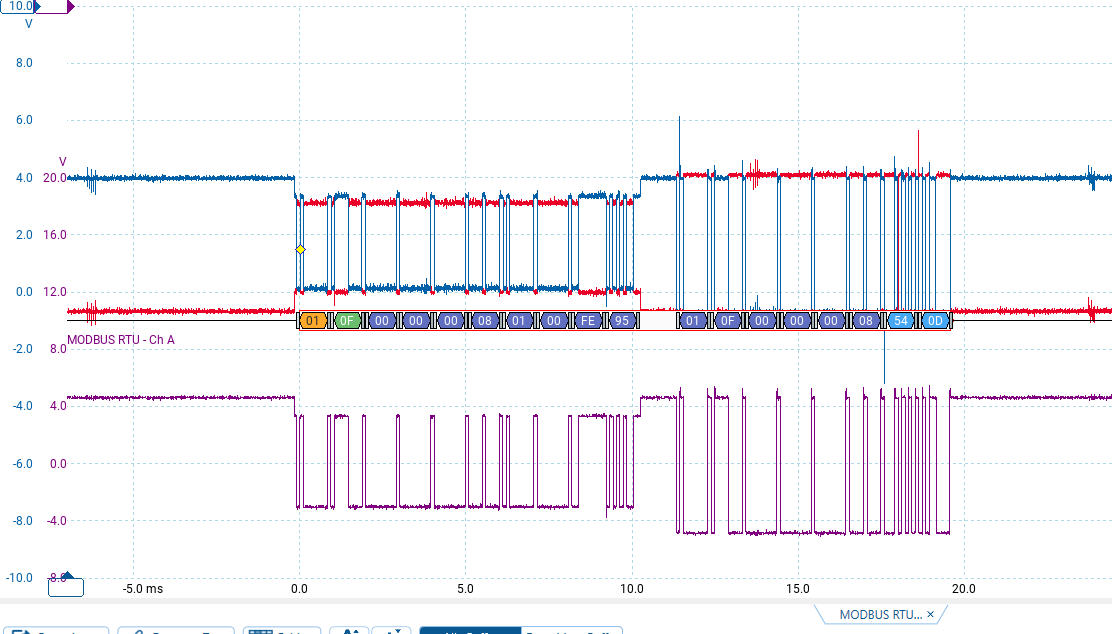 10.0
V
8.0
6.0
V
4.0 20.0
2.0 16.0
0.0 12.0
01 0F 00 00 00 08 01 00 FE 95 01 0F 00 00 00 08 54 0D
MODBUS RTU - Ch A
-2.0 8.0
-4.0 4.0
-6.0 0.0
-8.0 -4.0
-10.0 -8.0
-5.0 ms 0.0 5.0 10.0 15.0 20.0
MODBUS RTU... ×